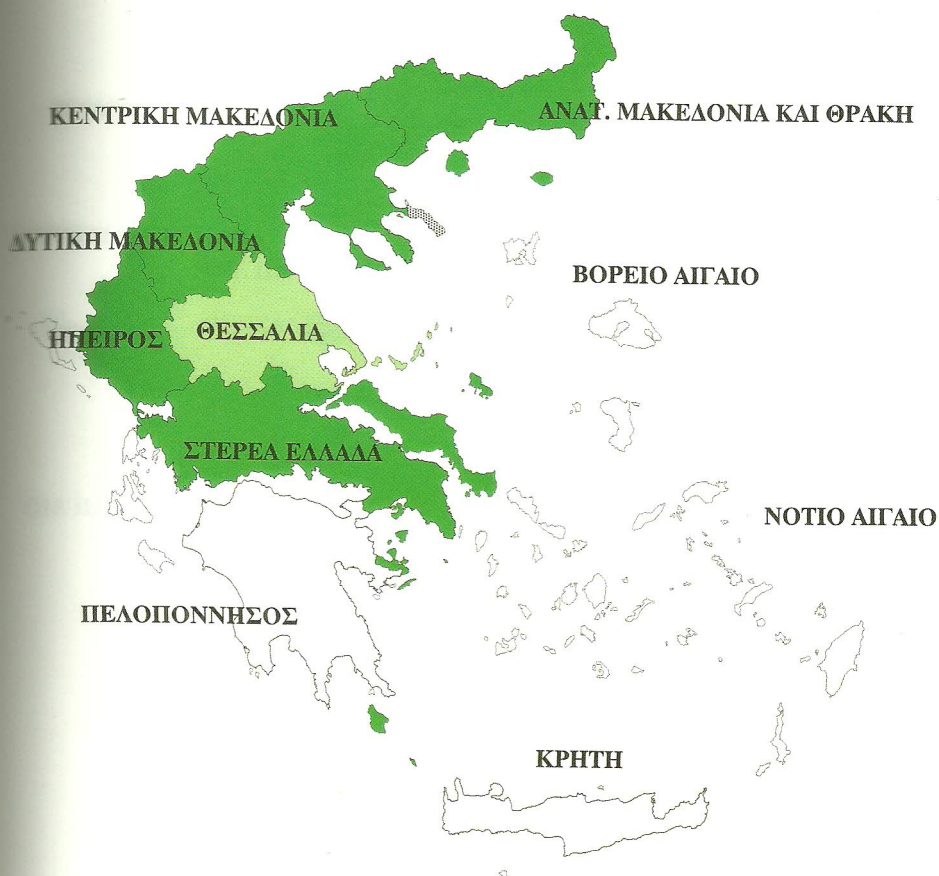 ΚΕΝΤΡΙΚΗ ΜΑΚΕΔΟΝΙΑ
ΑΝΑΤ. ΜΑΚΕΔΟΝΙΑ ΚΑΙ ΘΡΑΚΗ
ΔΥΤΙΚΗ ΜΑΚΕΔΟΝΙΑ
ΒΟΡΕΙΟ ΑΙΓΑΙΟ
ΗΠΕΙΡΟΣ
ΘΕΣΣΑΛΙΑ
ΣΤΕΡΕΑ ΕΛΛΑΔΑ
ΝΟΤΙΟ ΑΙΓΑΙΟ
ΠΕΛΟΠΟΝΝΗΣΟΣ
ΚΡΗΤΗ